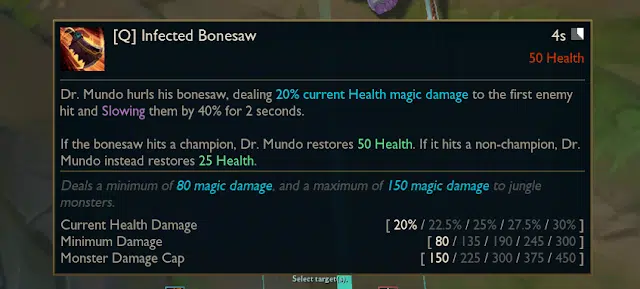 [Q] Infected Bonesaw
4s
50 Health
Dr. Mundo hurls his bonesaw, dealing 20% current Health magic damage to the first enemy
hit and Slowing them by 40% for 2 seconds.
If the bonesaw hits a champion, Dr. Mundo restores 50 Health. If it hits a non-champion, Dr.
Mundo instead restores 25 Health.
Deals a minimum of 80 magic damage, and a maximum of 150 magic damage to jungle
monsters.
Current Health Damage [ 20% / 22.5% / 25% / 27.5% / 30% ]
Minimum Damage [ 80 / 135 / 190 / 245 / 300 ]
Monster Damage Cap [ 150 / 225 / 300 / 375 / 450 ]
Select target(s).